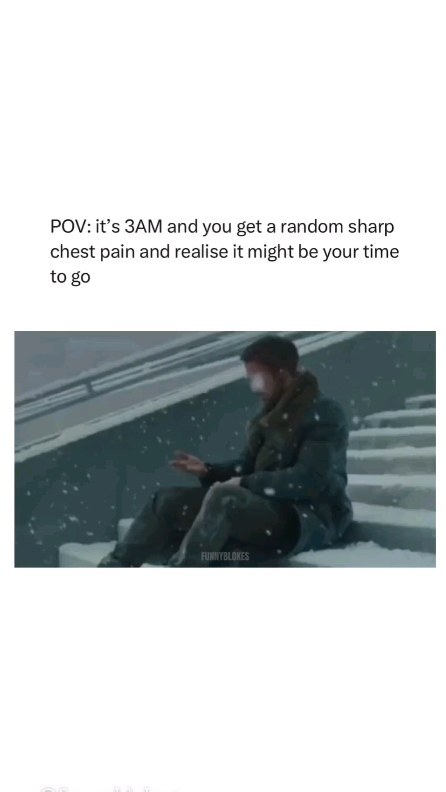 POV: it’s 3AM and you get a random sharp
chest pain and realise it might be your time
to go
FUNNYBLOKES